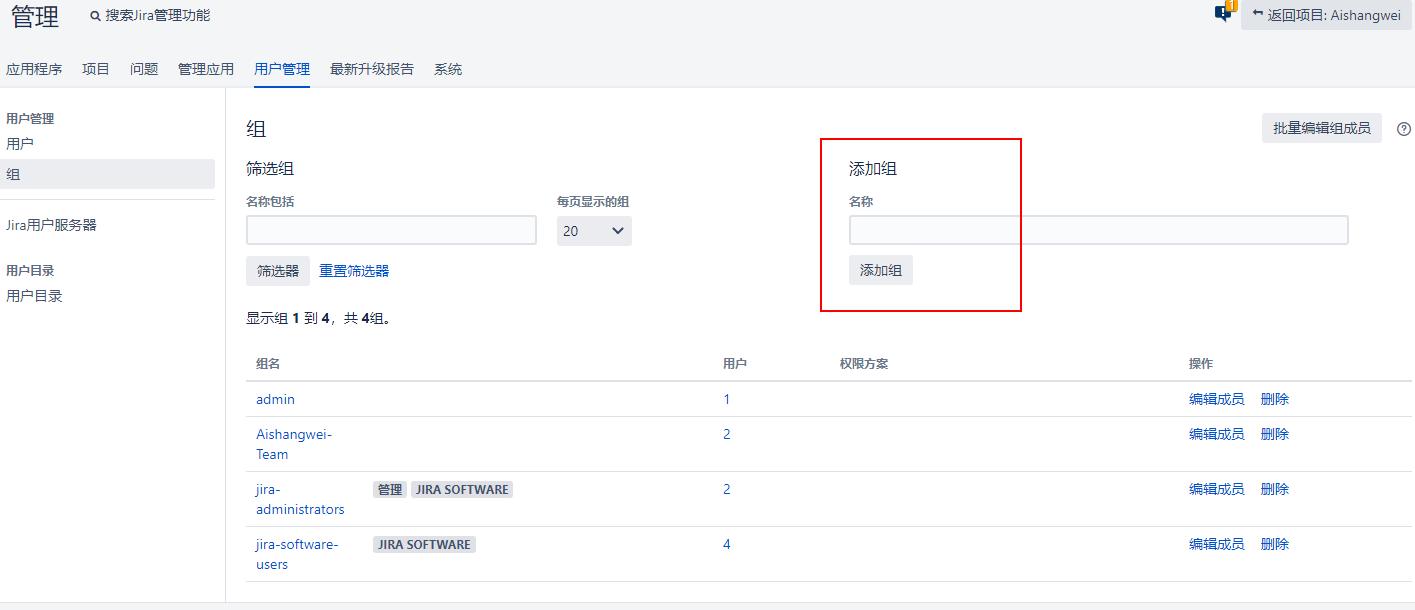 管理
搜索Jira管理功能
1
返回项目: Aishangwei
应用程序 项目 问题 管理应用 用户管理 最新升级报告 系统
用户管理
用户
组
Jira用户服务器
用户目录
用户目录
组
批量编辑组成员
筛选组
名称包括 每页显示的组
20
筛选器 重置筛选器
添加组
名称
添加组
显示组 1 到 4，共 4组。
组名 用户 权限方案 操作
admin 1 编辑成员 删除
Aishangwei- 2 编辑成员 删除
Team
jira- 管理 JIRA SOFTWARE 2 编辑成员 删除
administrators
jira-software- JIRA SOFTWARE 4 编辑成员 删除
users